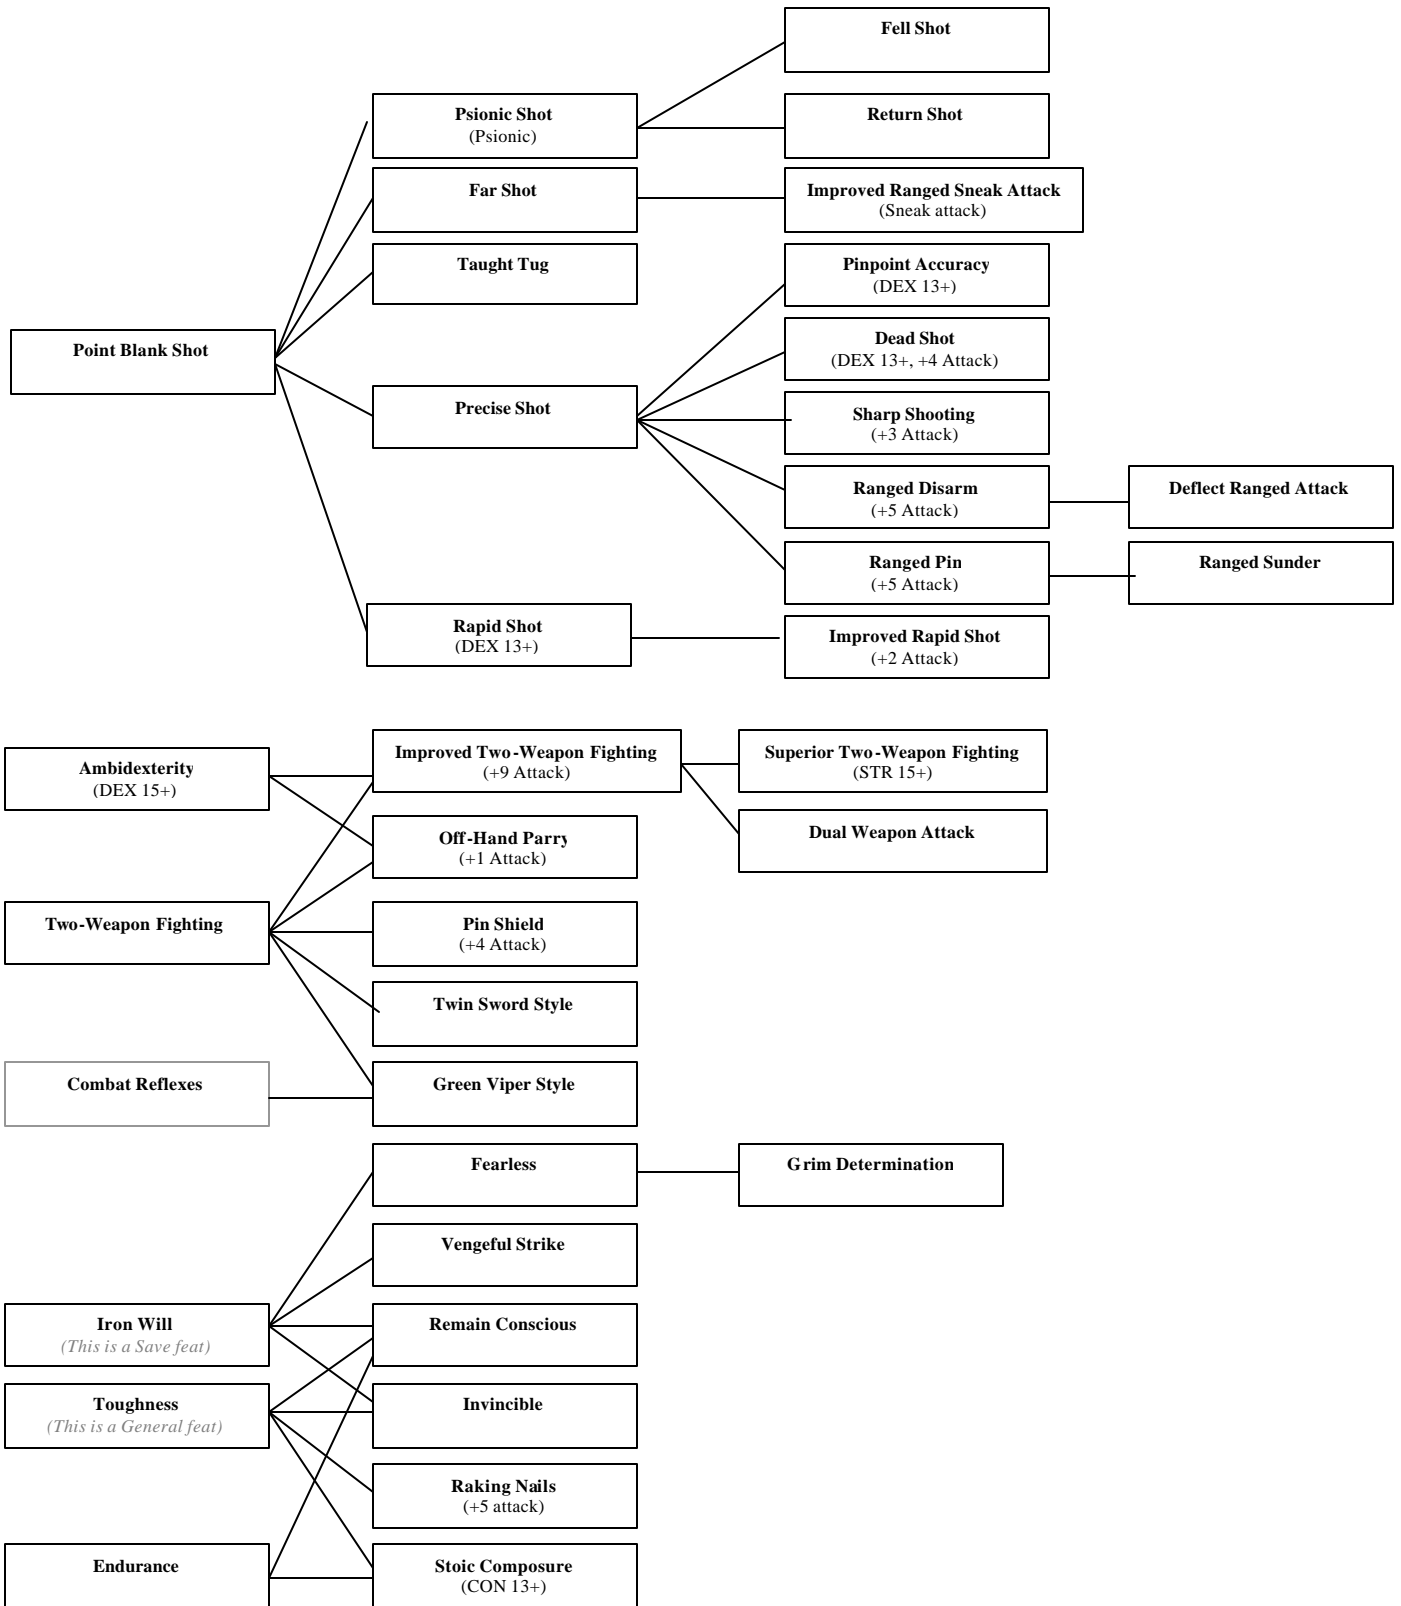 Fell Shot
Psionic Shot
(Psionic)
Return Shot
Far Shot
Improved Ranged Sneak Attack
(Sneak attack)
Taught Tug
Pinpoint Accuracy
(DEX 13+)
Point Blank Shot
Dead Shot
(DEX 13+, +4 Attack)
Precise Shot
Sharp Shooting
(+3 Attack)
Ranged Disarm
(+5 Attack)
Deflect Ranged Attack
Ranged Pin
(+5 Attack)
Ranged Sunder
Rapid Shot
(DEX 13+)
Improved Rapid Shot
(+2 Attack)
Ambidexterity
(DEX 15+)
Improved Two-Weapon Fighting
(+9 Attack)
Superior Two-Weapon Fighting
(STR 15+)
Off-Hand Parry
(+1 Attack)
Dual Weapon Attack
Two-Weapon Fighting
Pin Shield
(+4 Attack)
Twin Sword Style
Combat Reflexes
Green Viper Style
Fearless
Grim Determination
Vengeful Strike
Iron Will
(This is a Save feat)
Remain Conscious
Toughness
(This is a General feat)
Invincible
Raking Nails
(+5 attack)
Endurance
Stoic Composure
(CON 13+)